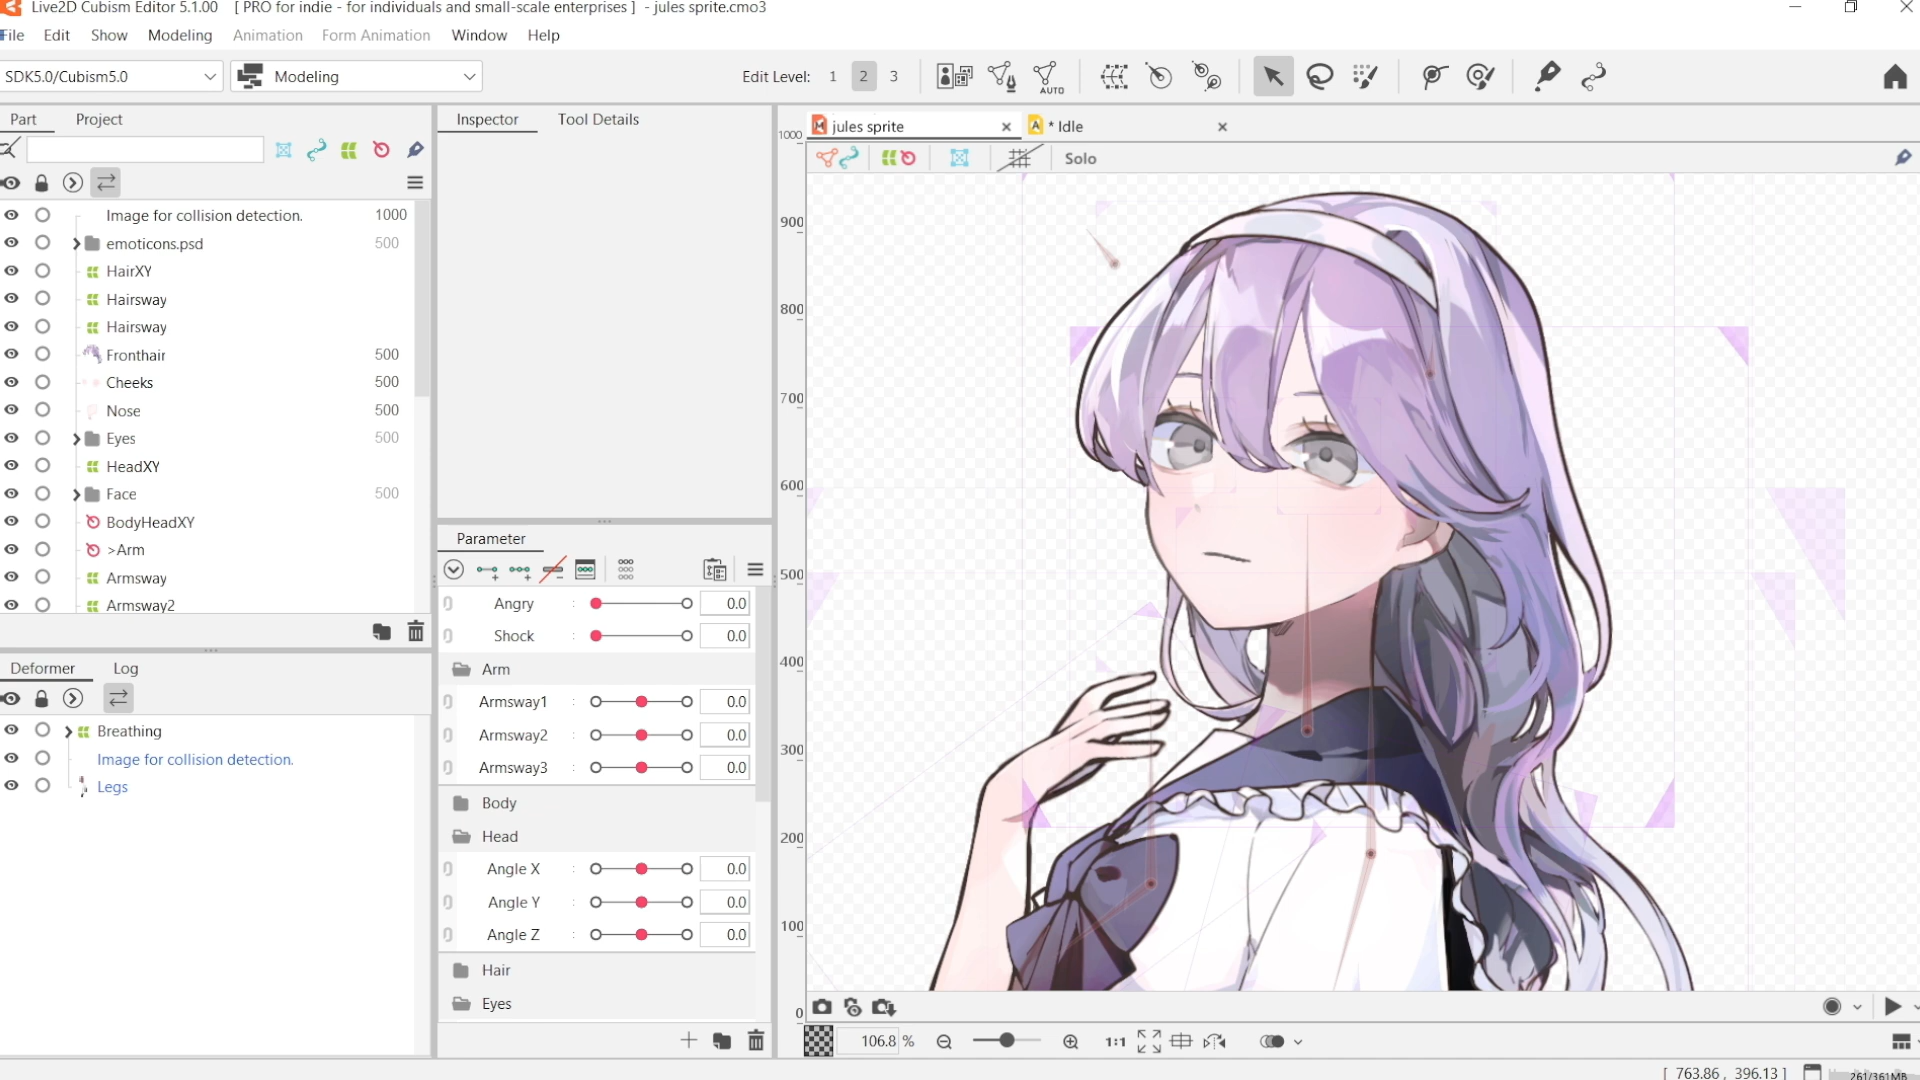 Live2D Cubism Editor 5.1.00 [ PRO for indie - for individuals and small-scale enterprises ] - jules sprite.cmo3
File Edit Show Modeling Animation Form Animation Window Help
SDK5.0/Cubism5.0
Modeling
Edit Level: 1 2 3
AUTO
Part Project
Image for collision detection. 1000
emoticons.psd 500
HairXY
Hairsway
Hairsway
Fronthair 500
Cheeks 500
Nose 500
Eyes 500
HeadXY
Face 500
BodyHeadXY
>Arm
Armsway
Armsway2
Deformer Log
Breathing
Image for collision detection.
Legs
Inspector Tool Details
Parameter
Angry : 0.0
Shock : 0.0
Arm
Armsway1 : 0.0
Armsway2 : 0.0
Armsway3 : 0.0
Body
Head
Angle X : 0.0
Angle Y : 0.0
Angle Z : 0.0
Hair
Eyes
M jules sprite
A * Idle
Solo
1000
900
800
700
600
500
400
300
200
100
0
106.8 %
1:1
[ 763.86 , 396.13 ]
261/361MB